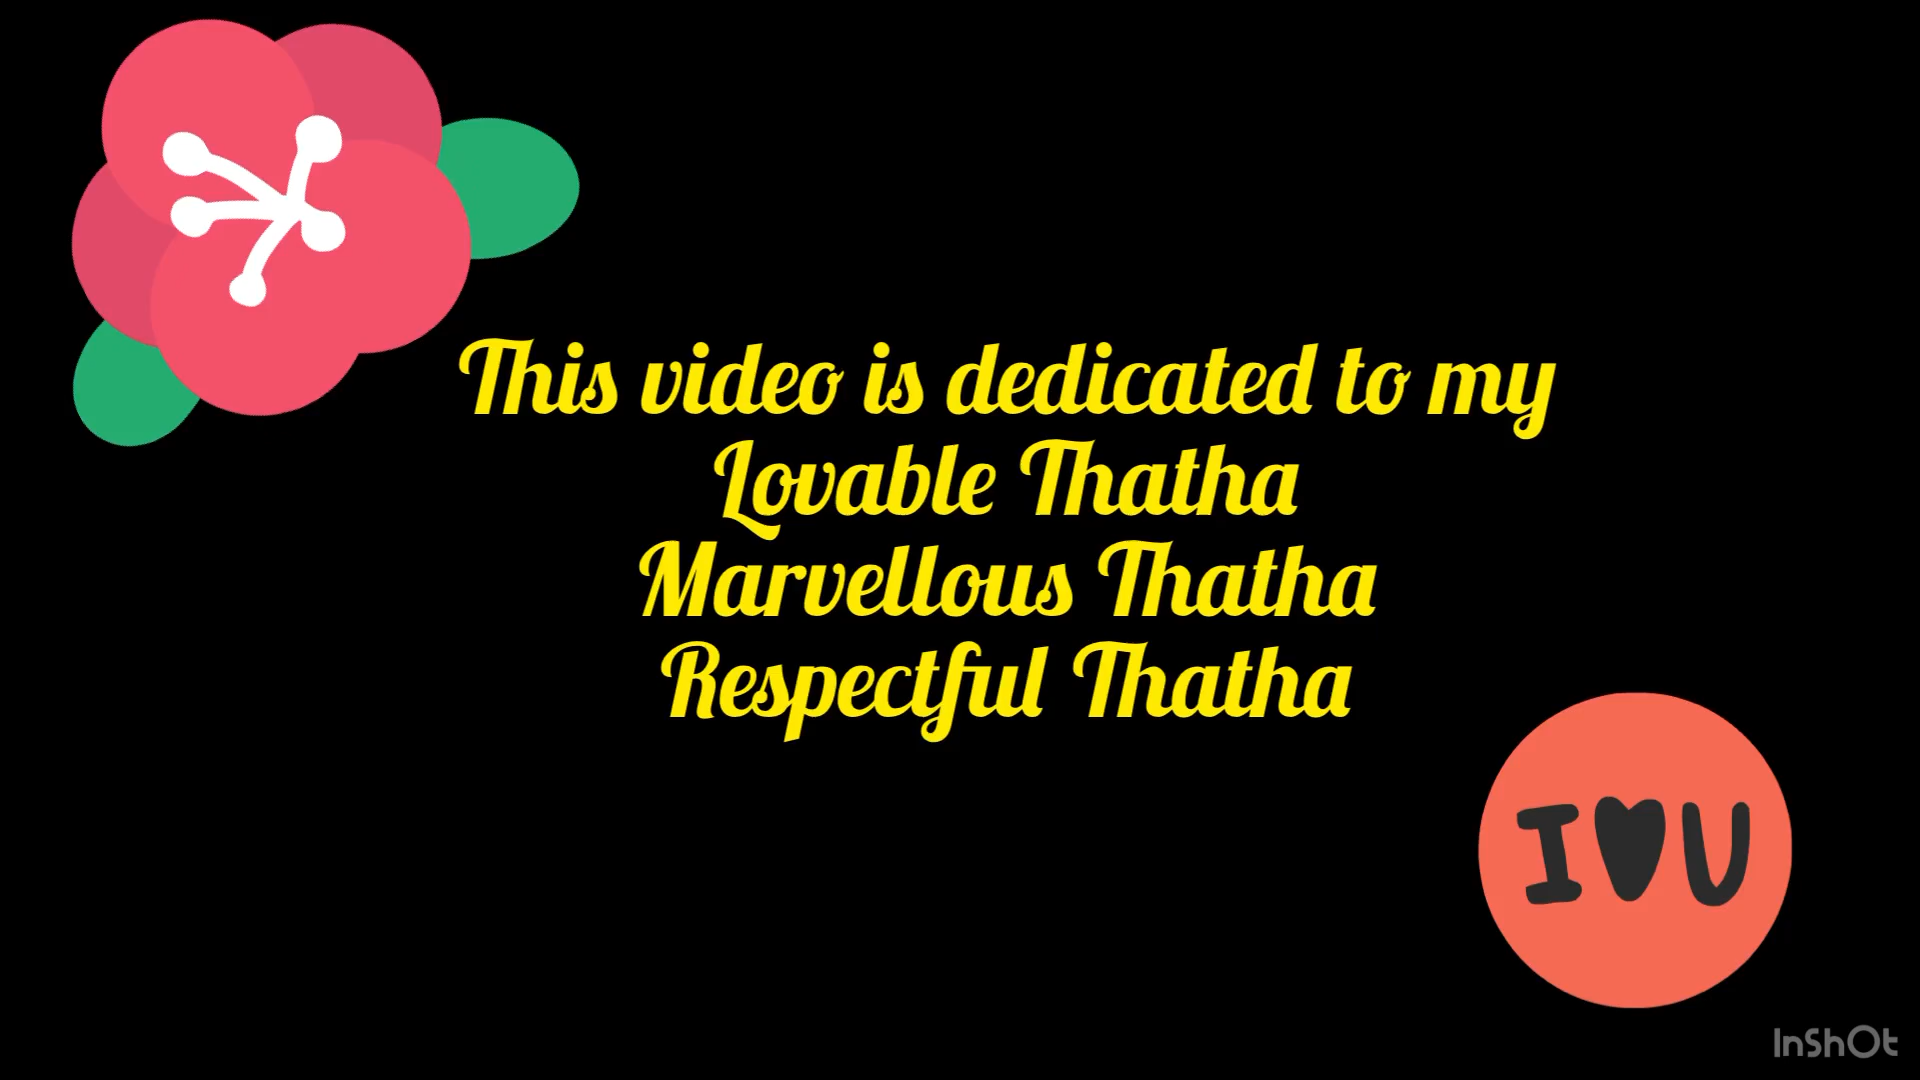 This video is dedicated to my
Lovable Thatha
Marvellous Thatha
Respectful Thatha
I♥U
InShOt